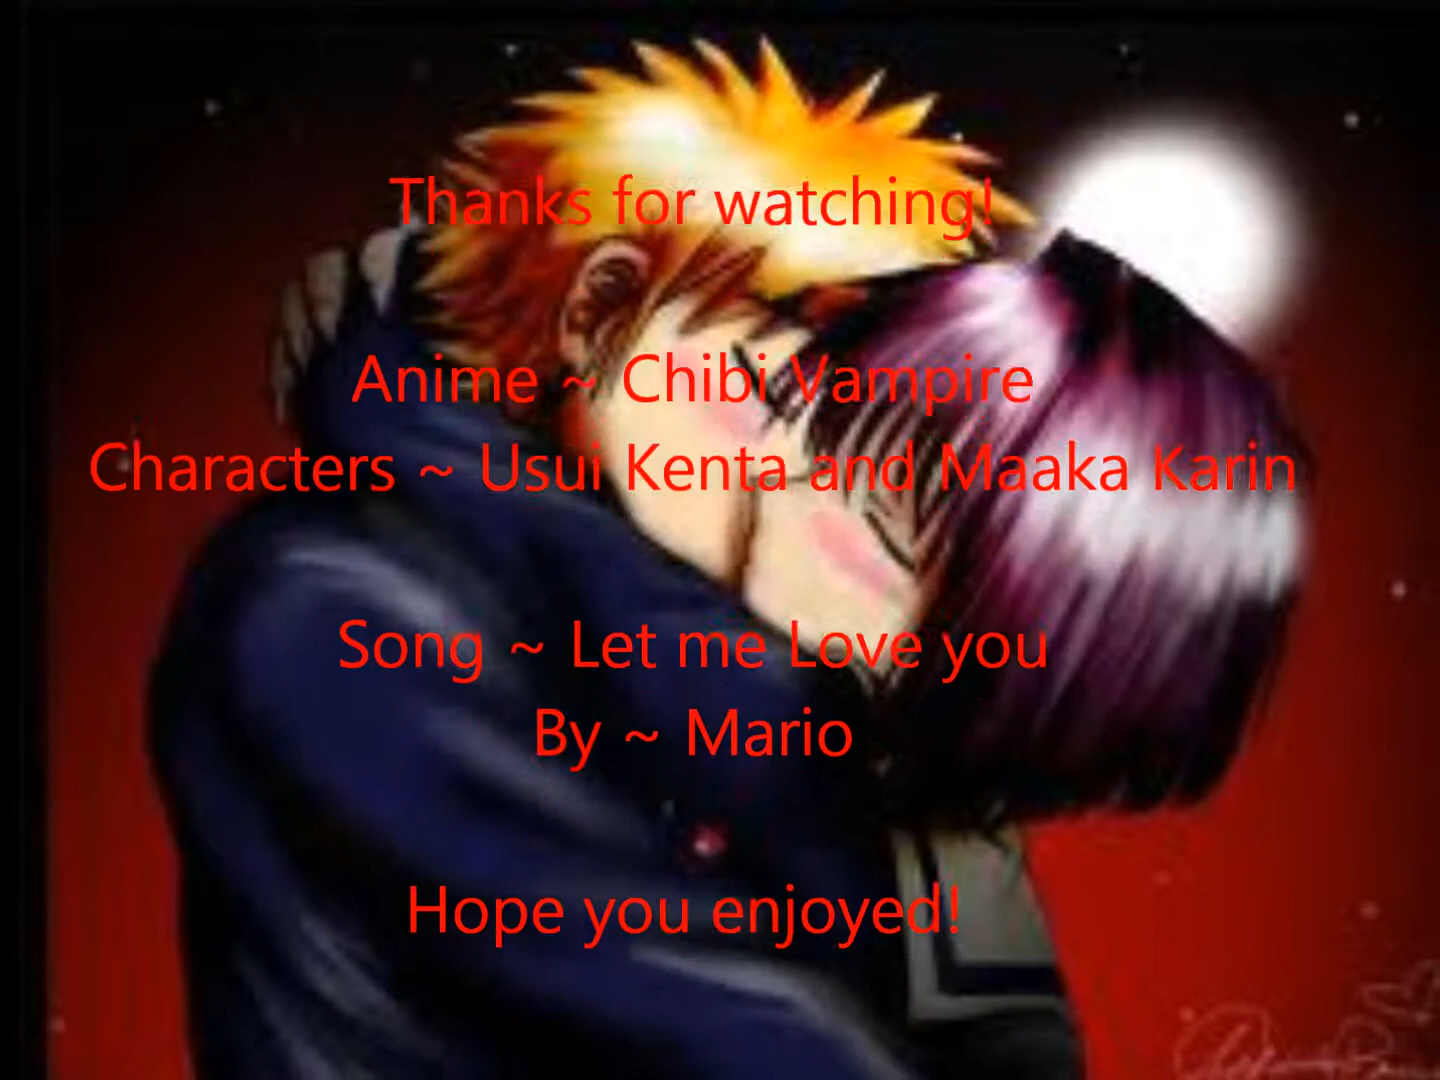 Thanks for watching!
Anime ~ Chibi Vampire
Characters ~ Usui Kenta and Maaka Karin
Song ~ Let me Love you
By ~ Mario
Hope you enjoyed!